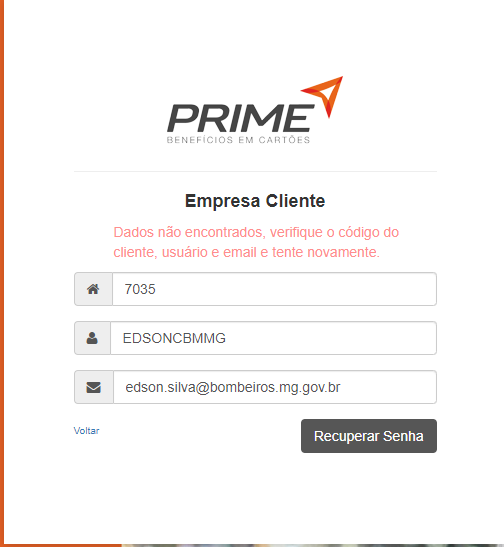 PRIME
BENEFÍCIOS EM CARTÕES
Empresa Cliente
Dados não encontrados, verifique o código do
cliente, usuário e email e tente novamente.
7035
EDSONCBMMG
edson.silva@bombeiros.mg.gov.br
Voltar
Recuperar Senha